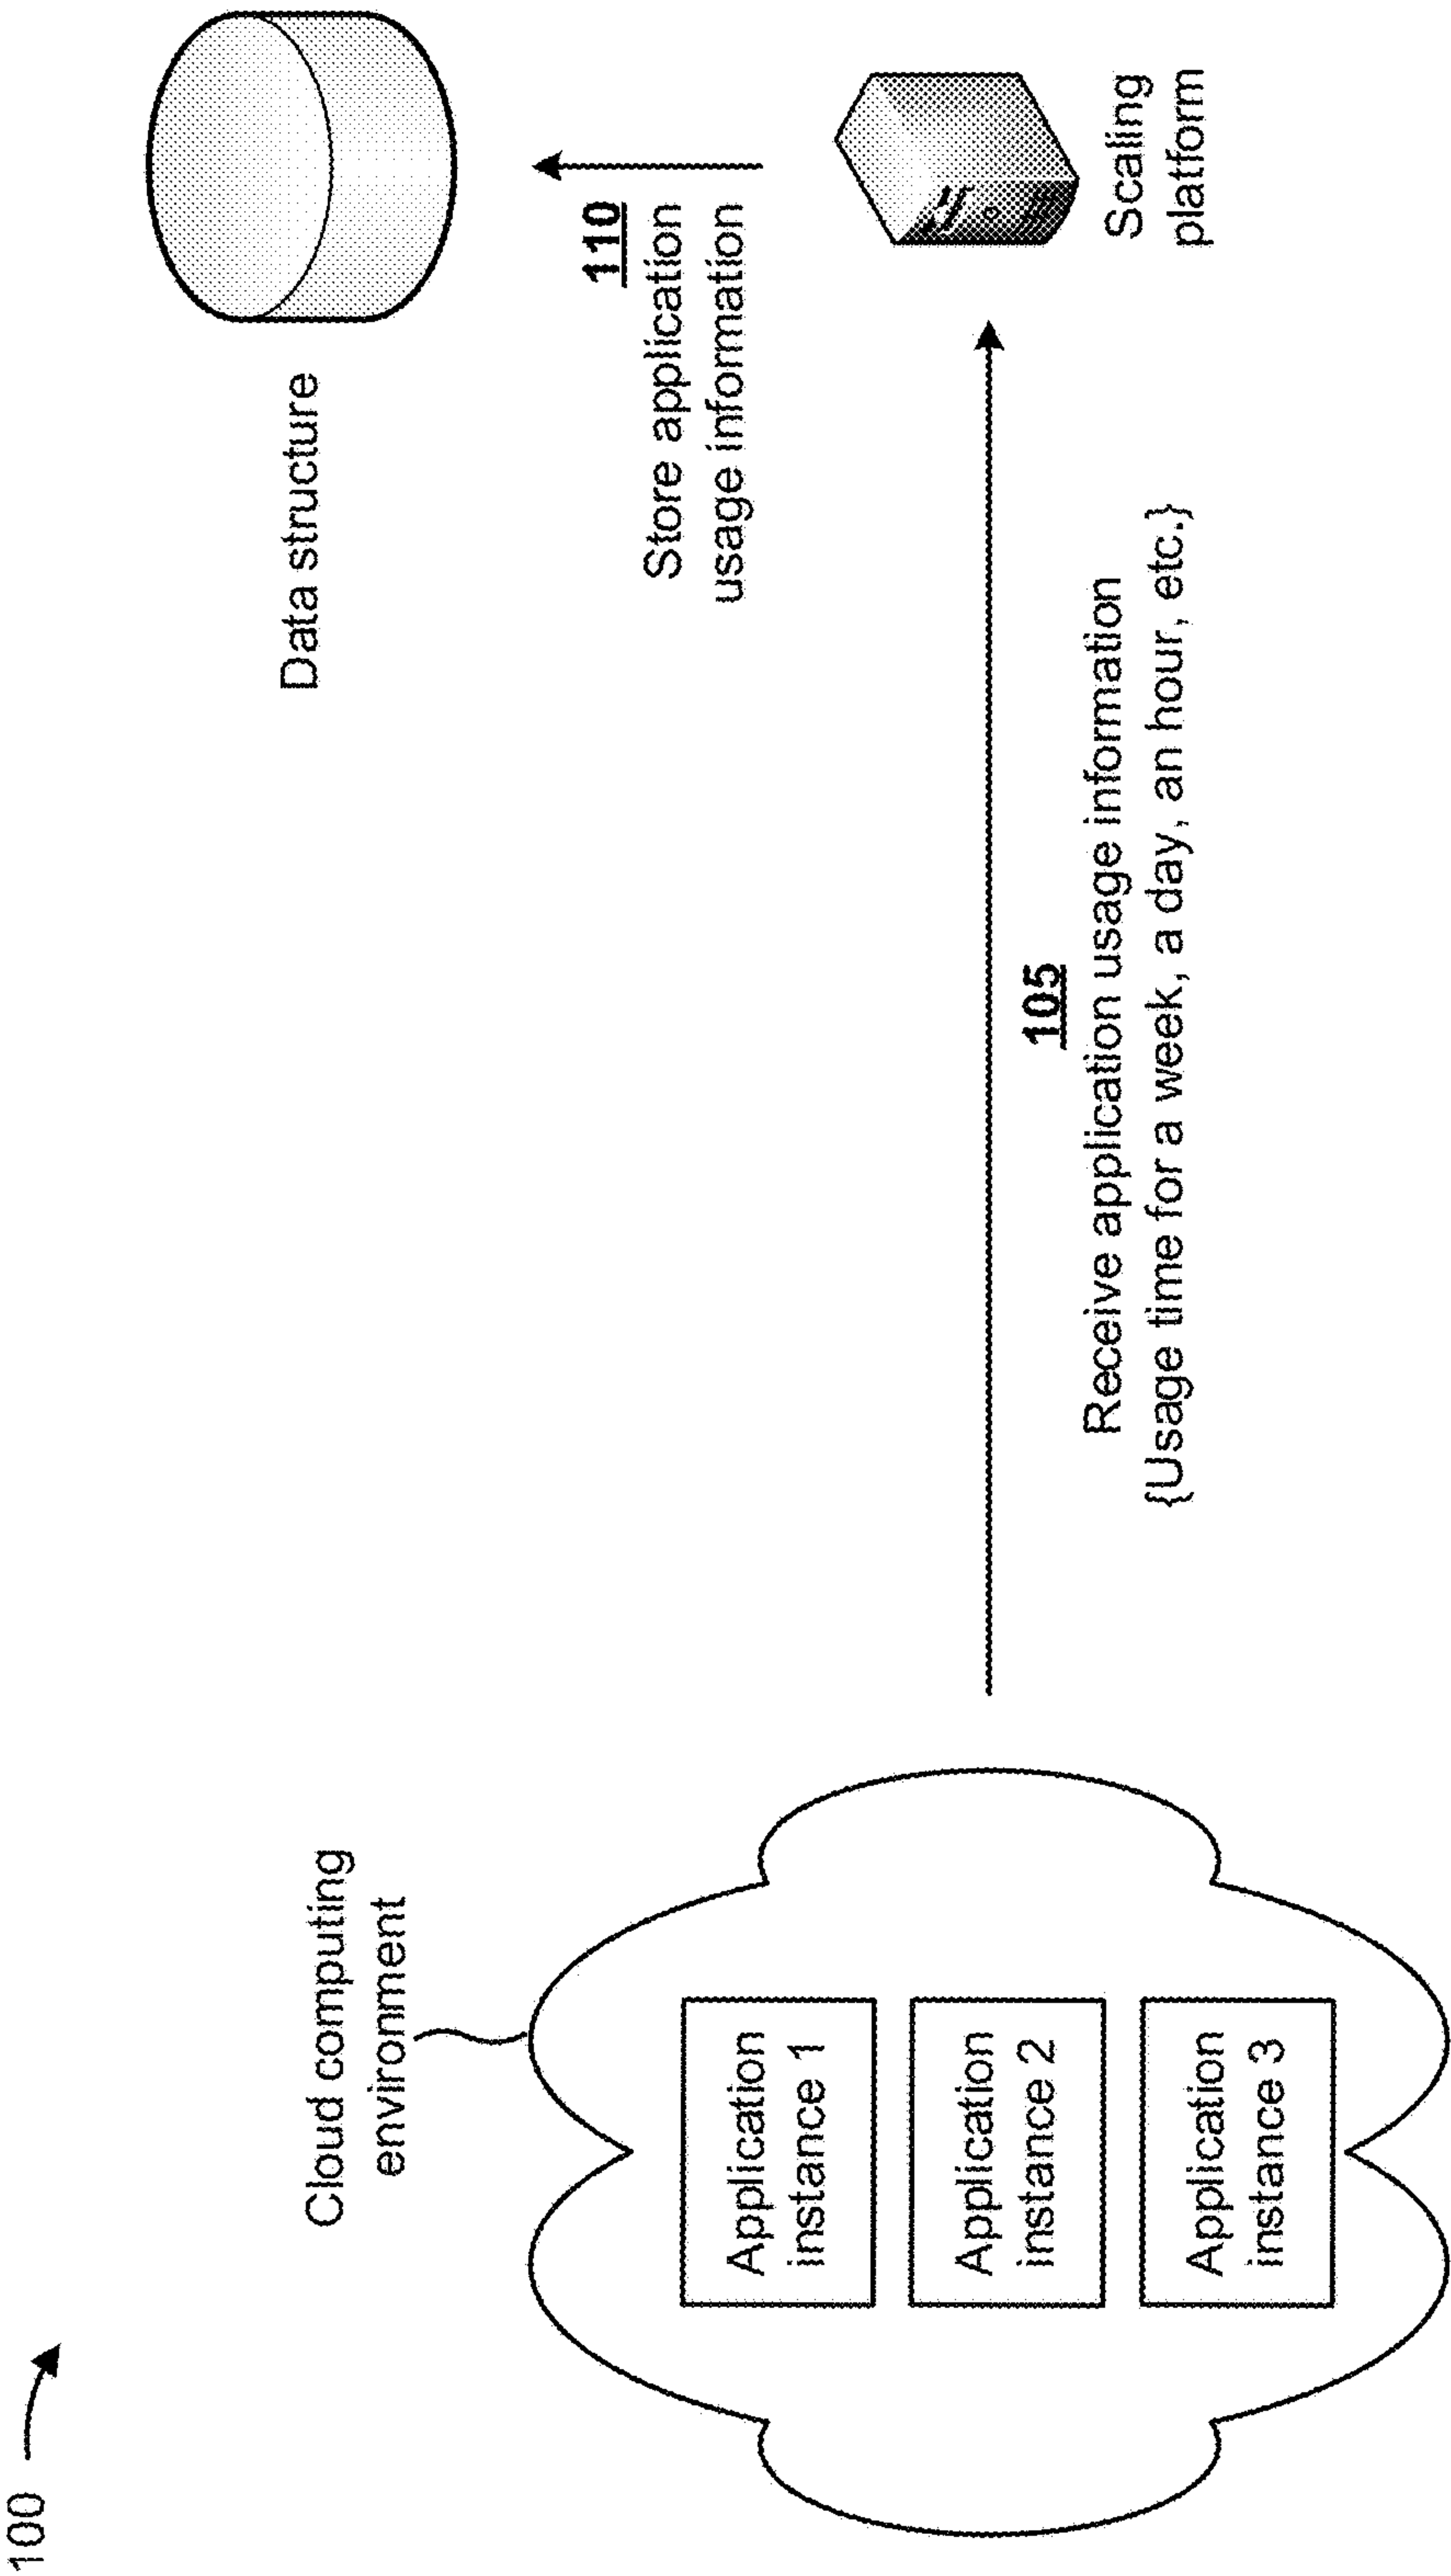 100
Cloud computing
environment
Application
instance 1
Application
instance 2
Application
instance 3
105
Receive application usage information
{Usage time for a week, a day, an hour, etc.}
Data structure
110
Store application
usage information
Scaling
platform